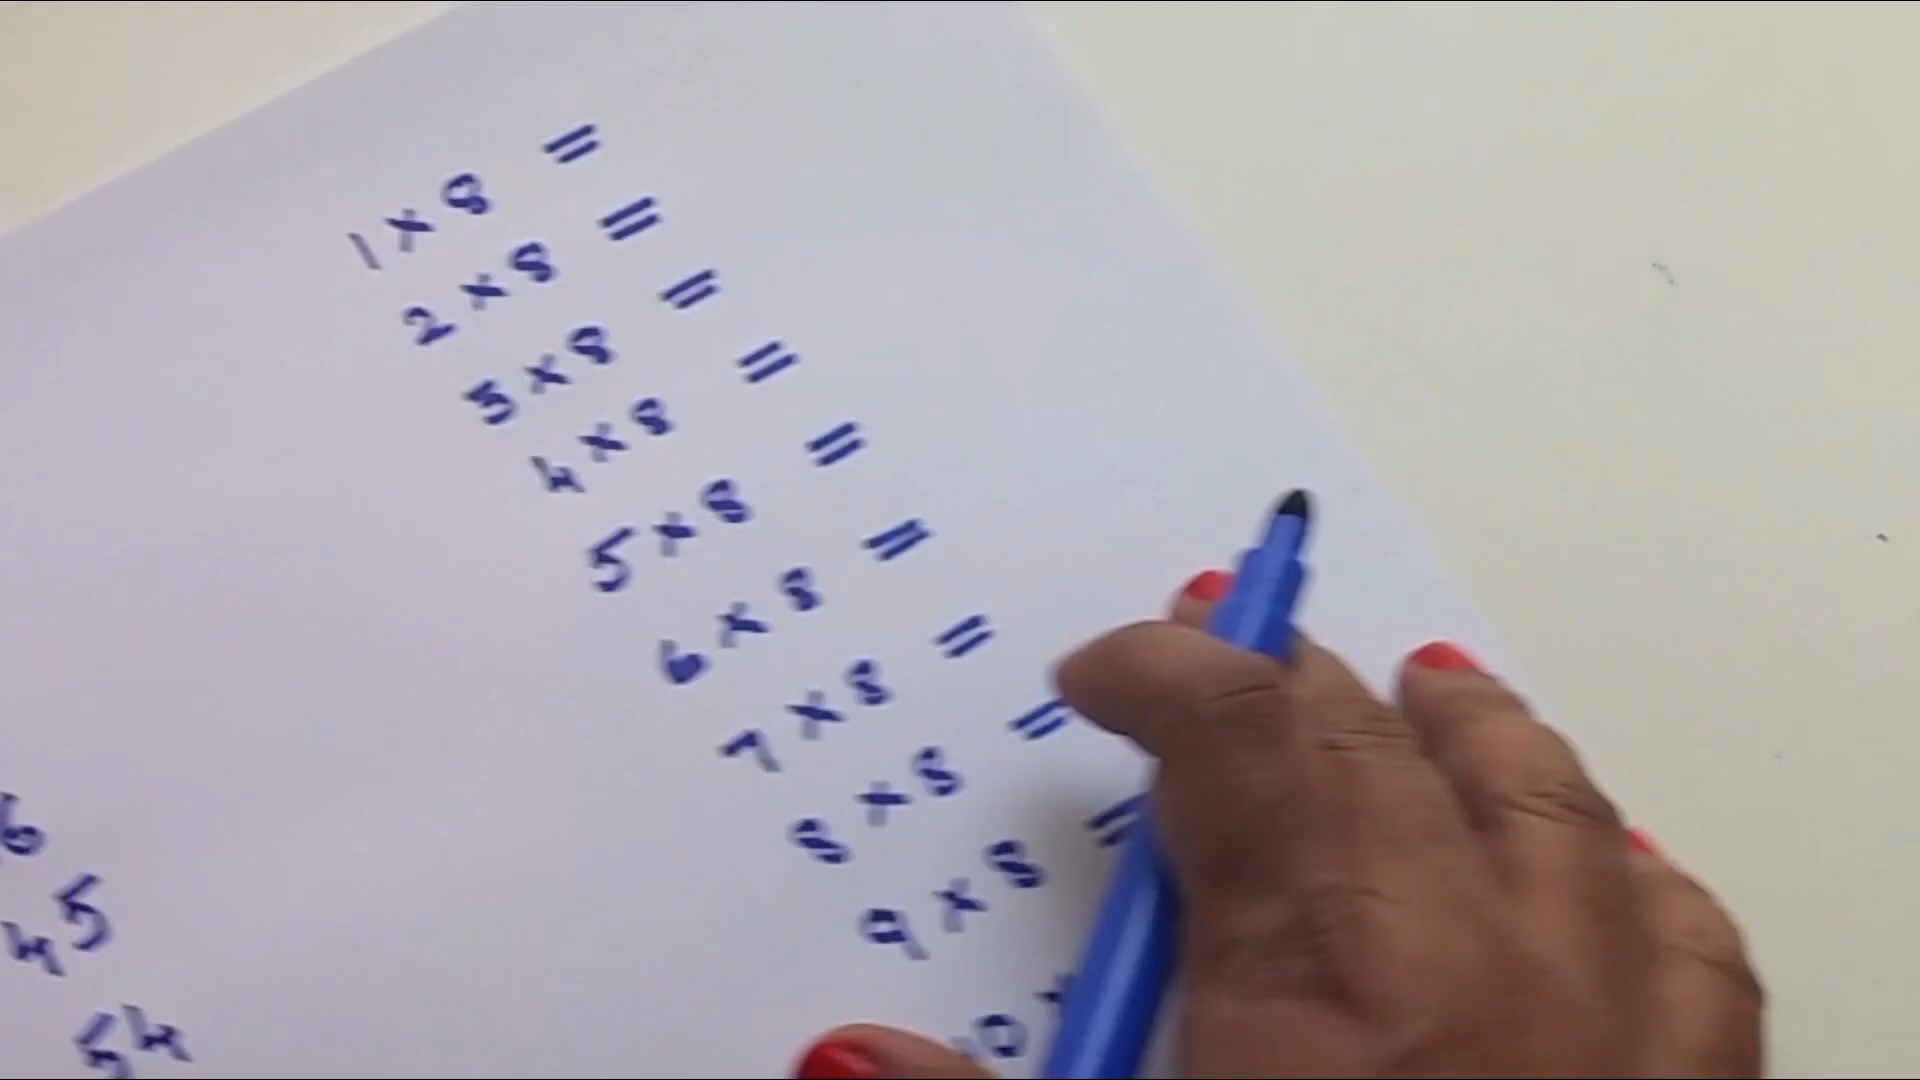 1 x 8 =
2 x 8 =
3 x 8 =
4 x 8 =
5 x 8 =
6 x 8 =
7 x 8 =
8 x 8 =
9 x 8 =
10
6
45
54